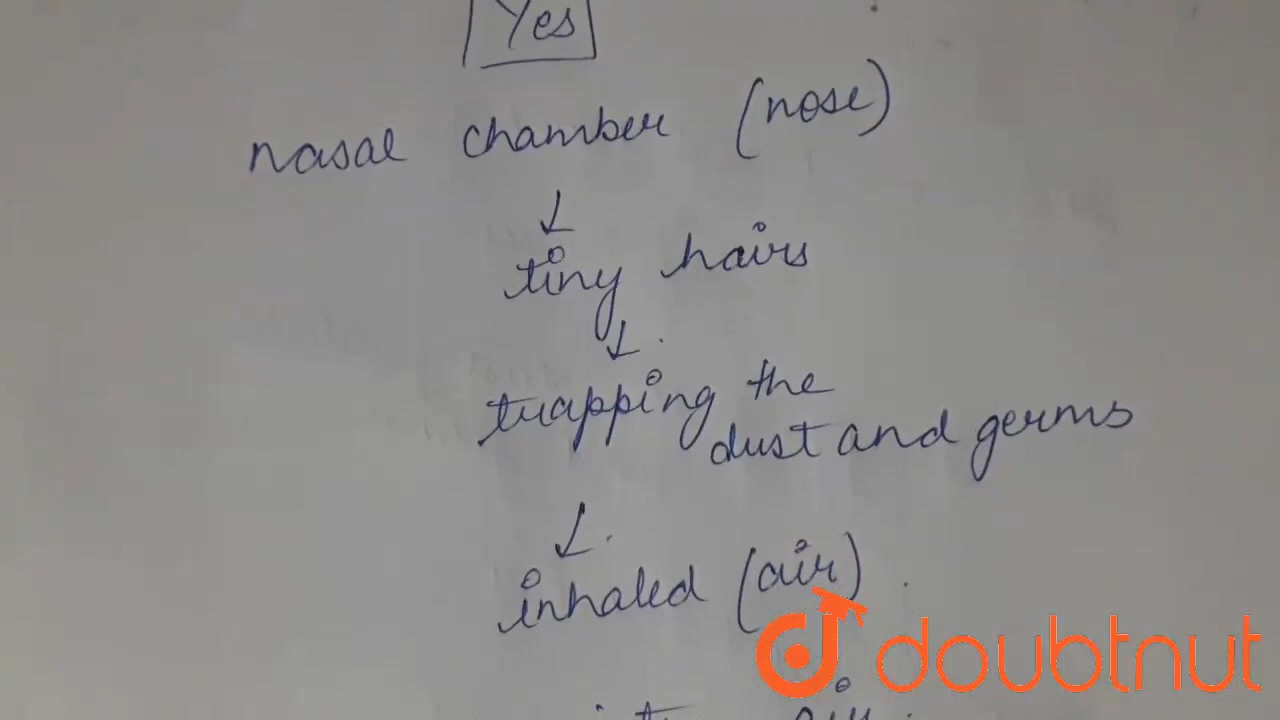 Yes
nasal chamber (nose)
↓
tiny hairs
↓
trapping the
dust and germs
↓
inhaled (air)
doubtnut